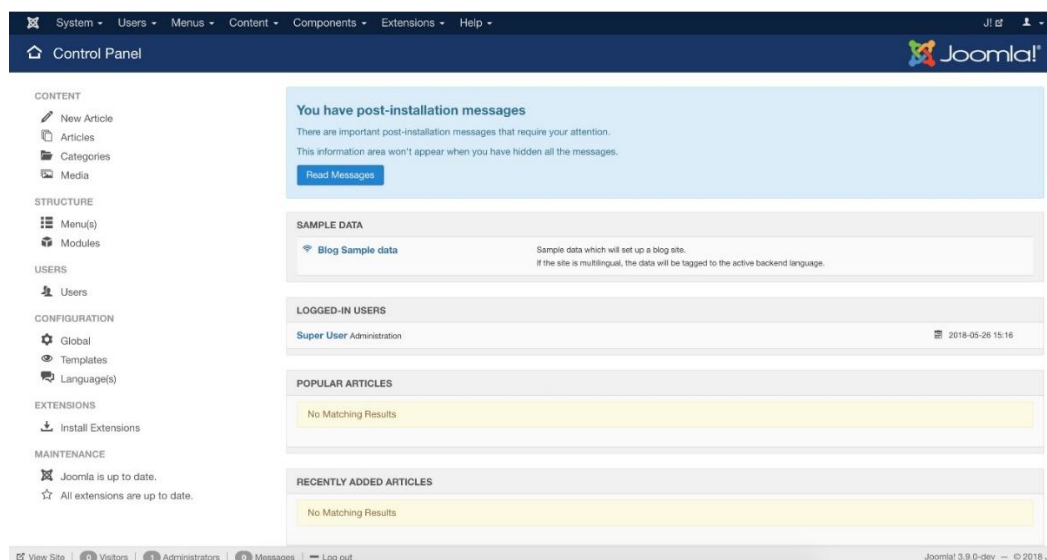 System Users Menus Content Components Extensions Help J!
Control Panel Joomla!®
CONTENT
New Article
Articles
Categories
Media
STRUCTURE
Menu(s)
Modules
USERS
Users
CONFIGURATION
Global
Templates
Language(s)
EXTENSIONS
Install Extensions
MAINTENANCE
Joomla is up to date.
All extensions are up to date.
You have post-installation messages
There are important post-installation messages that require your attention.
This information area won't appear when you have hidden all the messages.
Read Messages
SAMPLE DATA
Blog Sample data
Sample data which will set up a blog site.
If the site is multilingual, the data will be tagged to the active backend language.
LOGGED-IN USERS
Super User Administration 2018-05-26 15:16
POPULAR ARTICLES
No Matching Results
RECENTLY ADDED ARTICLES
No Matching Results
View Site | 0 Visitors | 1 Administrators | 0 Messages | Log out Joomla! 3.9.0-dev — © 2018 J